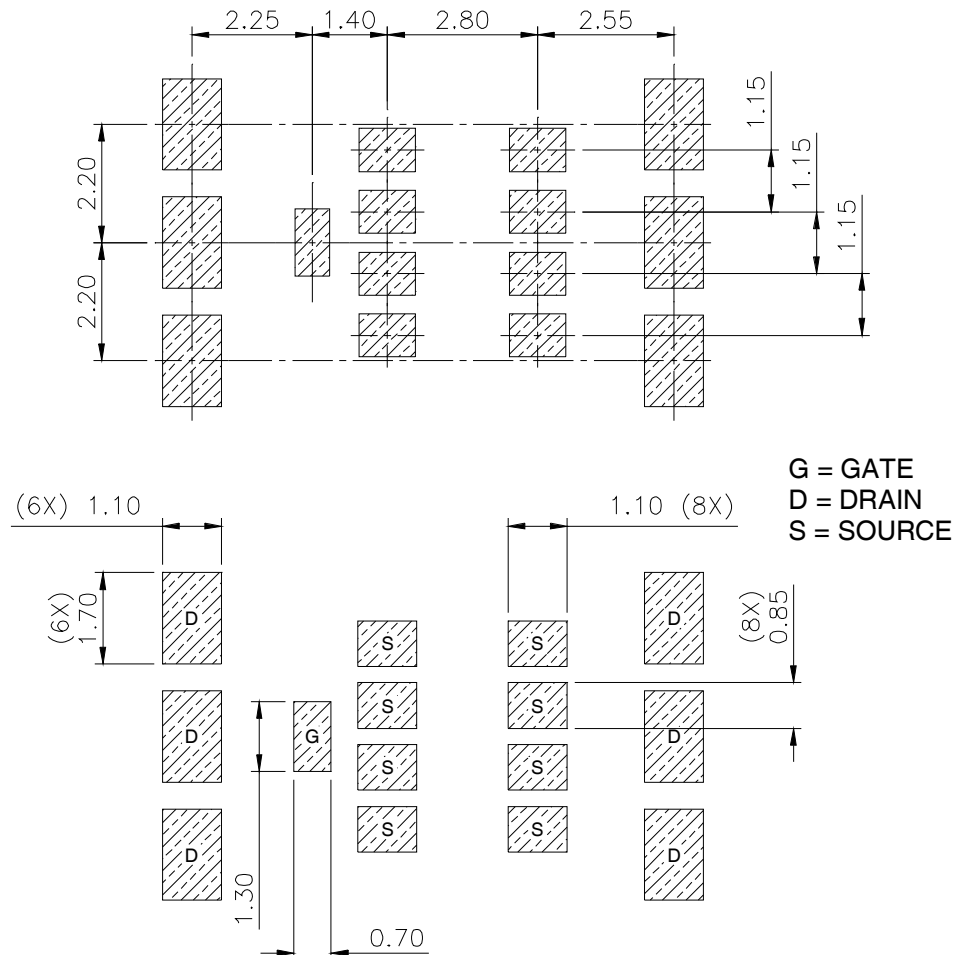 2.25 1.40 2.80 2.55
1.15
1.15
1.15
2.20
2.20
G = GATE
D = DRAIN
S = SOURCE
(6X) 1.10
1.10 (8X)
(6X)
1.70
(8X)
0.85
D
D
S
S
D
G
S
S
D
S
S
D
S
S
D
1.30
0.70